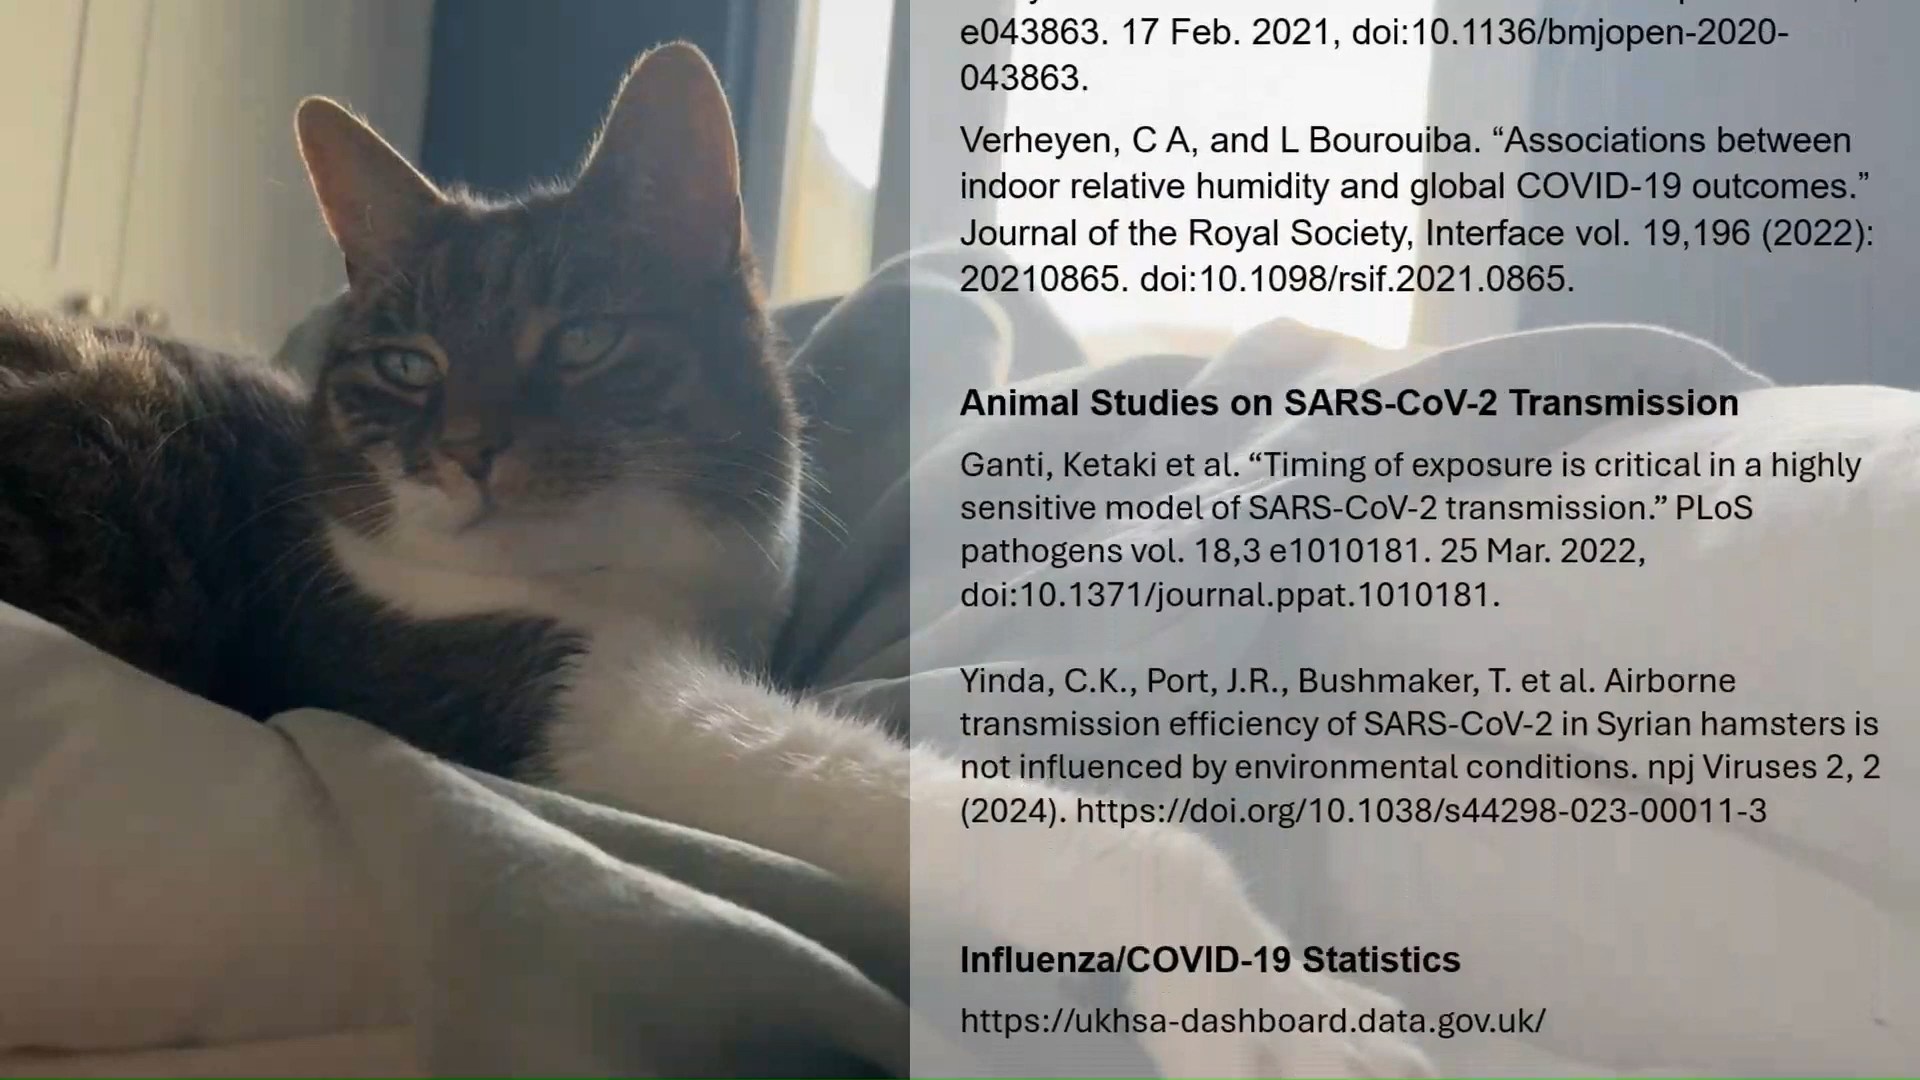 e043863. 17 Feb. 2021, doi:10.1136/bmjopen-2020-
043863.
Verheyen, C A, and L Bourouiba. “Associations between
indoor relative humidity and global COVID-19 outcomes.”
Journal of the Royal Society, Interface vol. 19,196 (2022):
20210865. doi:10.1098/rsif.2021.0865.
Animal Studies on SARS-CoV-2 Transmission
Ganti, Ketaki et al. “Timing of exposure is critical in a highly
sensitive model of SARS-CoV-2 transmission.” PLoS
pathogens vol. 18,3 e1010181. 25 Mar. 2022,
doi:10.1371/journal.ppat.1010181.
Yinda, C.K., Port, J.R., Bushmaker, T. et al. Airborne
transmission efficiency of SARS-CoV-2 in Syrian hamsters is
not influenced by environmental conditions. npj Viruses 2, 2
(2024). https://doi.org/10.1038/s44298-023-00011-3
Influenza/COVID-19 Statistics
https://ukhsa-dashboard.data.gov.uk/